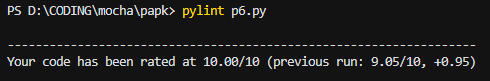 PS D:\CODING\mocha\papk> pylint p6.py
--------------------------------------------------------------------
Your code has been rated at 10.00/10 (previous run: 9.05/10, +0.95)